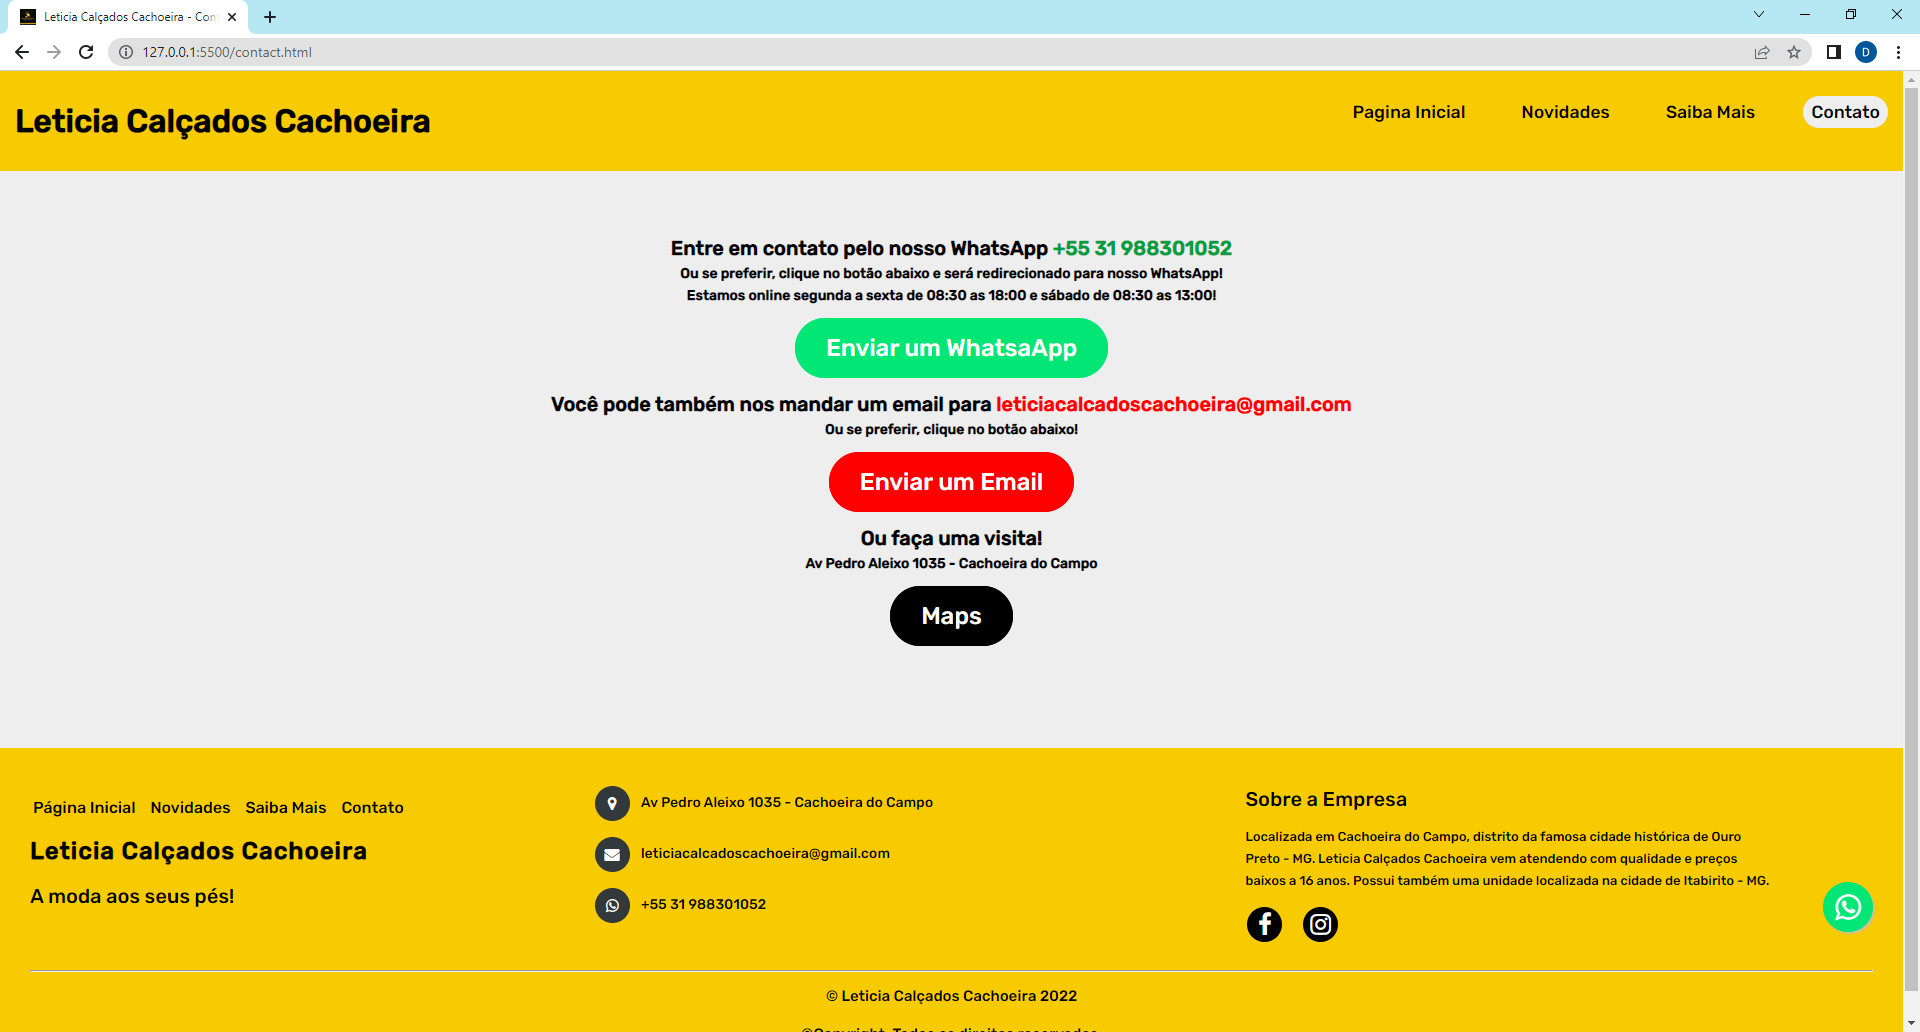 Leticia Calçados Cachoeira - Con
127.0.0.1:5500/contact.html
D
Leticia Calçados Cachoeira
Pagina Inicial
Novidades
Saiba Mais
Contato
Entre em contato pelo nosso WhatsApp +55 31 988301052
Ou se preferir, clique no botão abaixo e será redirecionado para nosso WhatsApp!
Estamos online segunda a sexta de 08:30 as 18:00 e sábado de 08:30 as 13:00!
Enviar um WhatsaApp
Você pode também nos mandar um email para leticiacalcadoscachoeira@gmail.com
Ou se preferir, clique no botão abaixo!
Enviar um Email
Ou faça uma visita!
Av Pedro Aleixo 1035 - Cachoeira do Campo
Maps
Página Inicial Novidades Saiba Mais Contato
Leticia Calçados Cachoeira
A moda aos seus pés!
Av Pedro Aleixo 1035 - Cachoeira do Campo
leticiacalcadoscachoeira@gmail.com
+55 31 988301052
Sobre a Empresa
Localizada em Cachoeira do Campo, distrito da famosa cidade histórica de Ouro
Preto - MG. Leticia Calçados Cachoeira vem atendendo com qualidade e preços
baixos a 16 anos. Possui também uma unidade localizada na cidade de Itabirito - MG.
© Leticia Calçados Cachoeira 2022
©Copyright. Todos os direitos reservados